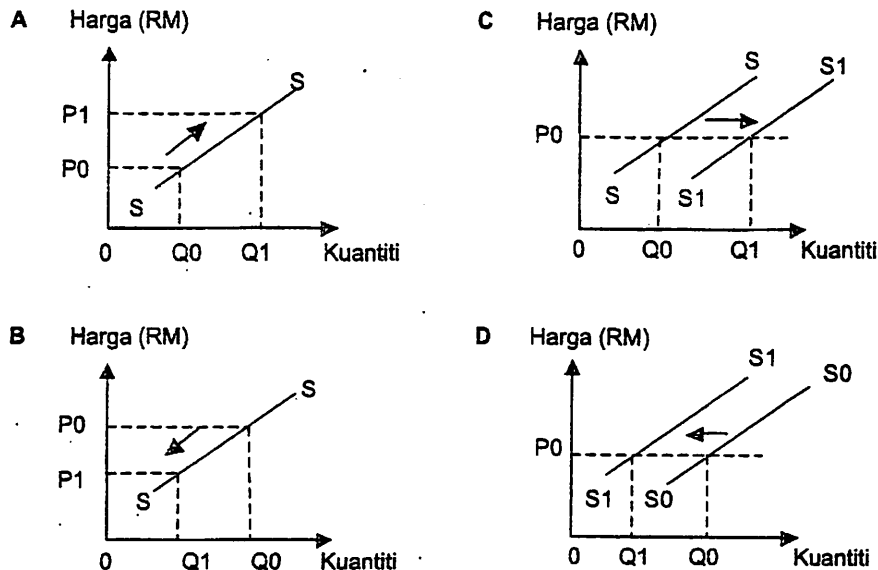 A Harga (RM)
S
P1
P0
S
0 Q0 Q1 Kuantiti
B Harga (RM)
S
P0
P1
S
0 Q1 Q0 Kuantiti
C Harga (RM)
S S1
P0
S S1
0 Q0 Q1 Kuantiti
D Harga (RM)
S1 S0
P0
S1 S0
0 Q1 Q0 Kuantiti